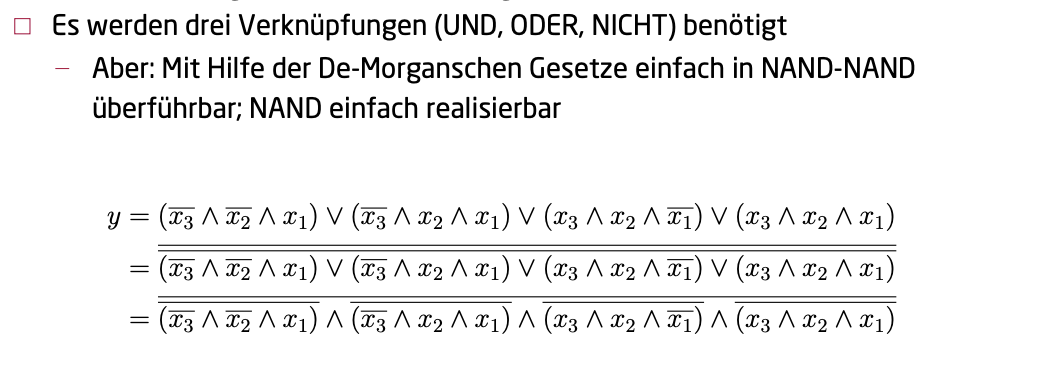 □ Es werden drei Verknüpfungen (UND, ODER, NICHT) benötigt
– Aber: Mit Hilfe der De-Morganschen Gesetze einfach in NAND-NAND
überführbar; NAND einfach realisierbar
$y = (\overline{x_3} \wedge \overline{x_2} \wedge x_1) \vee (\overline{x_3} \wedge x_2 \wedge x_1) \vee (x_3 \wedge x_2 \wedge \overline{x_1}) \vee (x_3 \wedge x_2 \wedge x_1)$
$= \overline{\overline{(\overline{x_3} \wedge \overline{x_2} \wedge x_1) \vee (\overline{x_3} \wedge x_2 \wedge x_1) \vee (x_3 \wedge x_2 \wedge \overline{x_1}) \vee (x_3 \wedge x_2 \wedge x_1)}}$
$= \overline{\overline{(\overline{x_3} \wedge \overline{x_2} \wedge x_1)} \wedge \overline{(\overline{x_3} \wedge x_2 \wedge x_1)} \wedge \overline{(x_3 \wedge x_2 \wedge \overline{x_1})} \wedge \overline{(x_3 \wedge x_2 \wedge x_1)}}$